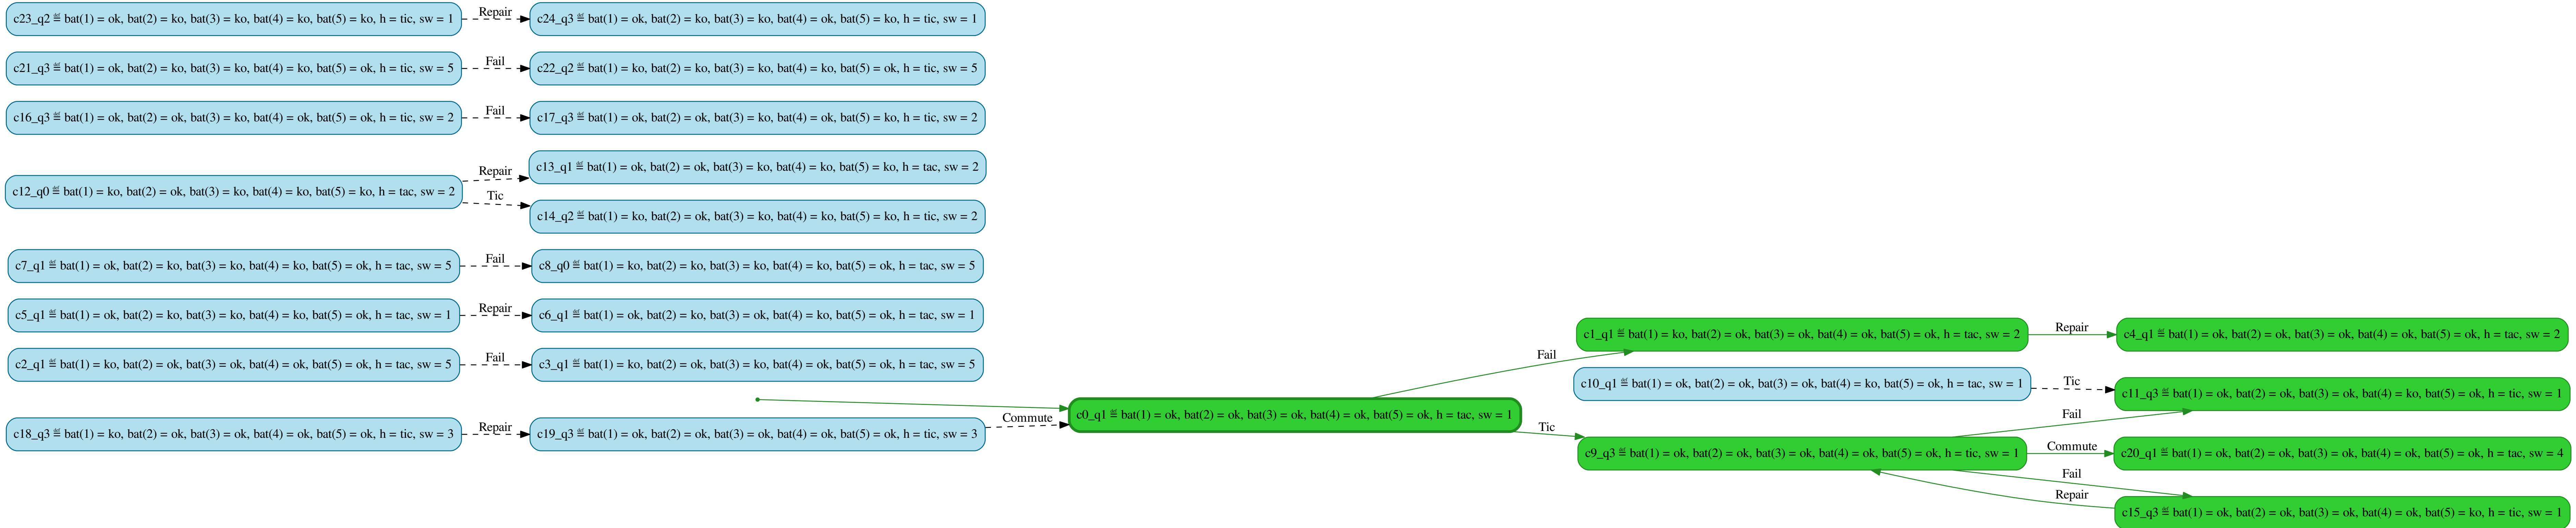 c23_q2 ≝ bat(1) = ok, bat(2) = ko, bat(3) = ko, bat(4) = ko, bat(5) = ko, h = tic, sw = 1
Repair
c24_q3 ≝ bat(1) = ok, bat(2) = ko, bat(3) = ko, bat(4) = ok, bat(5) = ko, h = tic, sw = 1
c21_q3 ≝ bat(1) = ok, bat(2) = ko, bat(3) = ko, bat(4) = ko, bat(5) = ok, h = tic, sw = 5
Fail
c22_q2 ≝ bat(1) = ko, bat(2) = ko, bat(3) = ko, bat(4) = ko, bat(5) = ok, h = tic, sw = 5
c16_q3 ≝ bat(1) = ok, bat(2) = ok, bat(3) = ko, bat(4) = ok, bat(5) = ok, h = tic, sw = 2
Fail
c17_q3 ≝ bat(1) = ok, bat(2) = ok, bat(3) = ko, bat(4) = ok, bat(5) = ko, h = tic, sw = 2
c12_q0 ≝ bat(1) = ko, bat(2) = ok, bat(3) = ko, bat(4) = ko, bat(5) = ko, h = tac, sw = 2
Repair
c13_q1 ≝ bat(1) = ok, bat(2) = ok, bat(3) = ko, bat(4) = ko, bat(5) = ko, h = tac, sw = 2
Tic
c14_q2 ≝ bat(1) = ko, bat(2) = ok, bat(3) = ko, bat(4) = ko, bat(5) = ko, h = tic, sw = 2
c7_q1 ≝ bat(1) = ok, bat(2) = ko, bat(3) = ko, bat(4) = ko, bat(5) = ok, h = tac, sw = 5
Fail
c8_q0 ≝ bat(1) = ko, bat(2) = ko, bat(3) = ko, bat(4) = ko, bat(5) = ok, h = tac, sw = 5
c5_q1 ≝ bat(1) = ok, bat(2) = ko, bat(3) = ko, bat(4) = ko, bat(5) = ok, h = tac, sw = 1
Repair
c6_q1 ≝ bat(1) = ok, bat(2) = ko, bat(3) = ok, bat(4) = ko, bat(5) = ok, h = tac, sw = 1
c2_q1 ≝ bat(1) = ko, bat(2) = ok, bat(3) = ok, bat(4) = ok, bat(5) = ok, h = tac, sw = 5
Fail
c3_q1 ≝ bat(1) = ko, bat(2) = ok, bat(3) = ko, bat(4) = ok, bat(5) = ok, h = tac, sw = 5
c18_q3 ≝ bat(1) = ko, bat(2) = ok, bat(3) = ok, bat(4) = ok, bat(5) = ok, h = tic, sw = 3
Repair
c19_q3 ≝ bat(1) = ok, bat(2) = ok, bat(3) = ok, bat(4) = ok, bat(5) = ok, h = tic, sw = 3
Commute
c0_q1 ≝ bat(1) = ok, bat(2) = ok, bat(3) = ok, bat(4) = ok, bat(5) = ok, h = tac, sw = 1
Fail
c1_q1 ≝ bat(1) = ko, bat(2) = ok, bat(3) = ok, bat(4) = ok, bat(5) = ok, h = tac, sw = 2
Repair
c4_q1 ≝ bat(1) = ok, bat(2) = ok, bat(3) = ok, bat(4) = ok, bat(5) = ok, h = tac, sw = 2
c10_q1 ≝ bat(1) = ok, bat(2) = ok, bat(3) = ok, bat(4) = ko, bat(5) = ok, h = tac, sw = 1
Tic
c11_q3 ≝ bat(1) = ok, bat(2) = ok, bat(3) = ok, bat(4) = ko, bat(5) = ok, h = tic, sw = 1
Tic
c9_q3 ≝ bat(1) = ok, bat(2) = ok, bat(3) = ok, bat(4) = ok, bat(5) = ok, h = tic, sw = 1
Fail
Commute
c20_q1 ≝ bat(1) = ok, bat(2) = ok, bat(3) = ok, bat(4) = ok, bat(5) = ok, h = tac, sw = 4
Fail
Repair
c15_q3 ≝ bat(1) = ok, bat(2) = ok, bat(3) = ok, bat(4) = ok, bat(5) = ko, h = tic, sw = 1